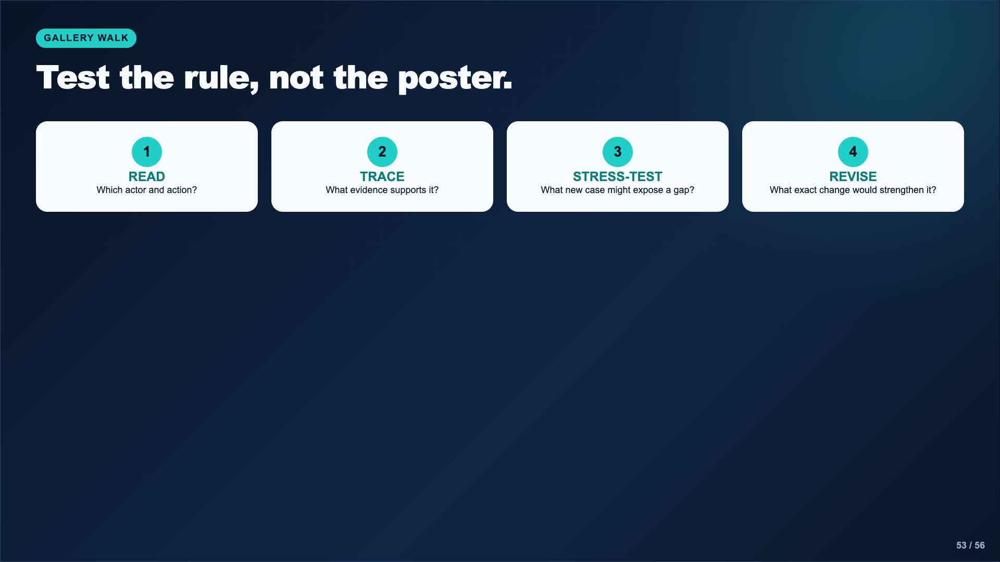 GALLERY WALK
Test the rule, not the poster.
1
READ
Which actor and action?
2
TRACE
What evidence supports it?
3
STRESS-TEST
What new case might expose a gap?
4
REVISE
What exact change would strengthen it?
53 / 56